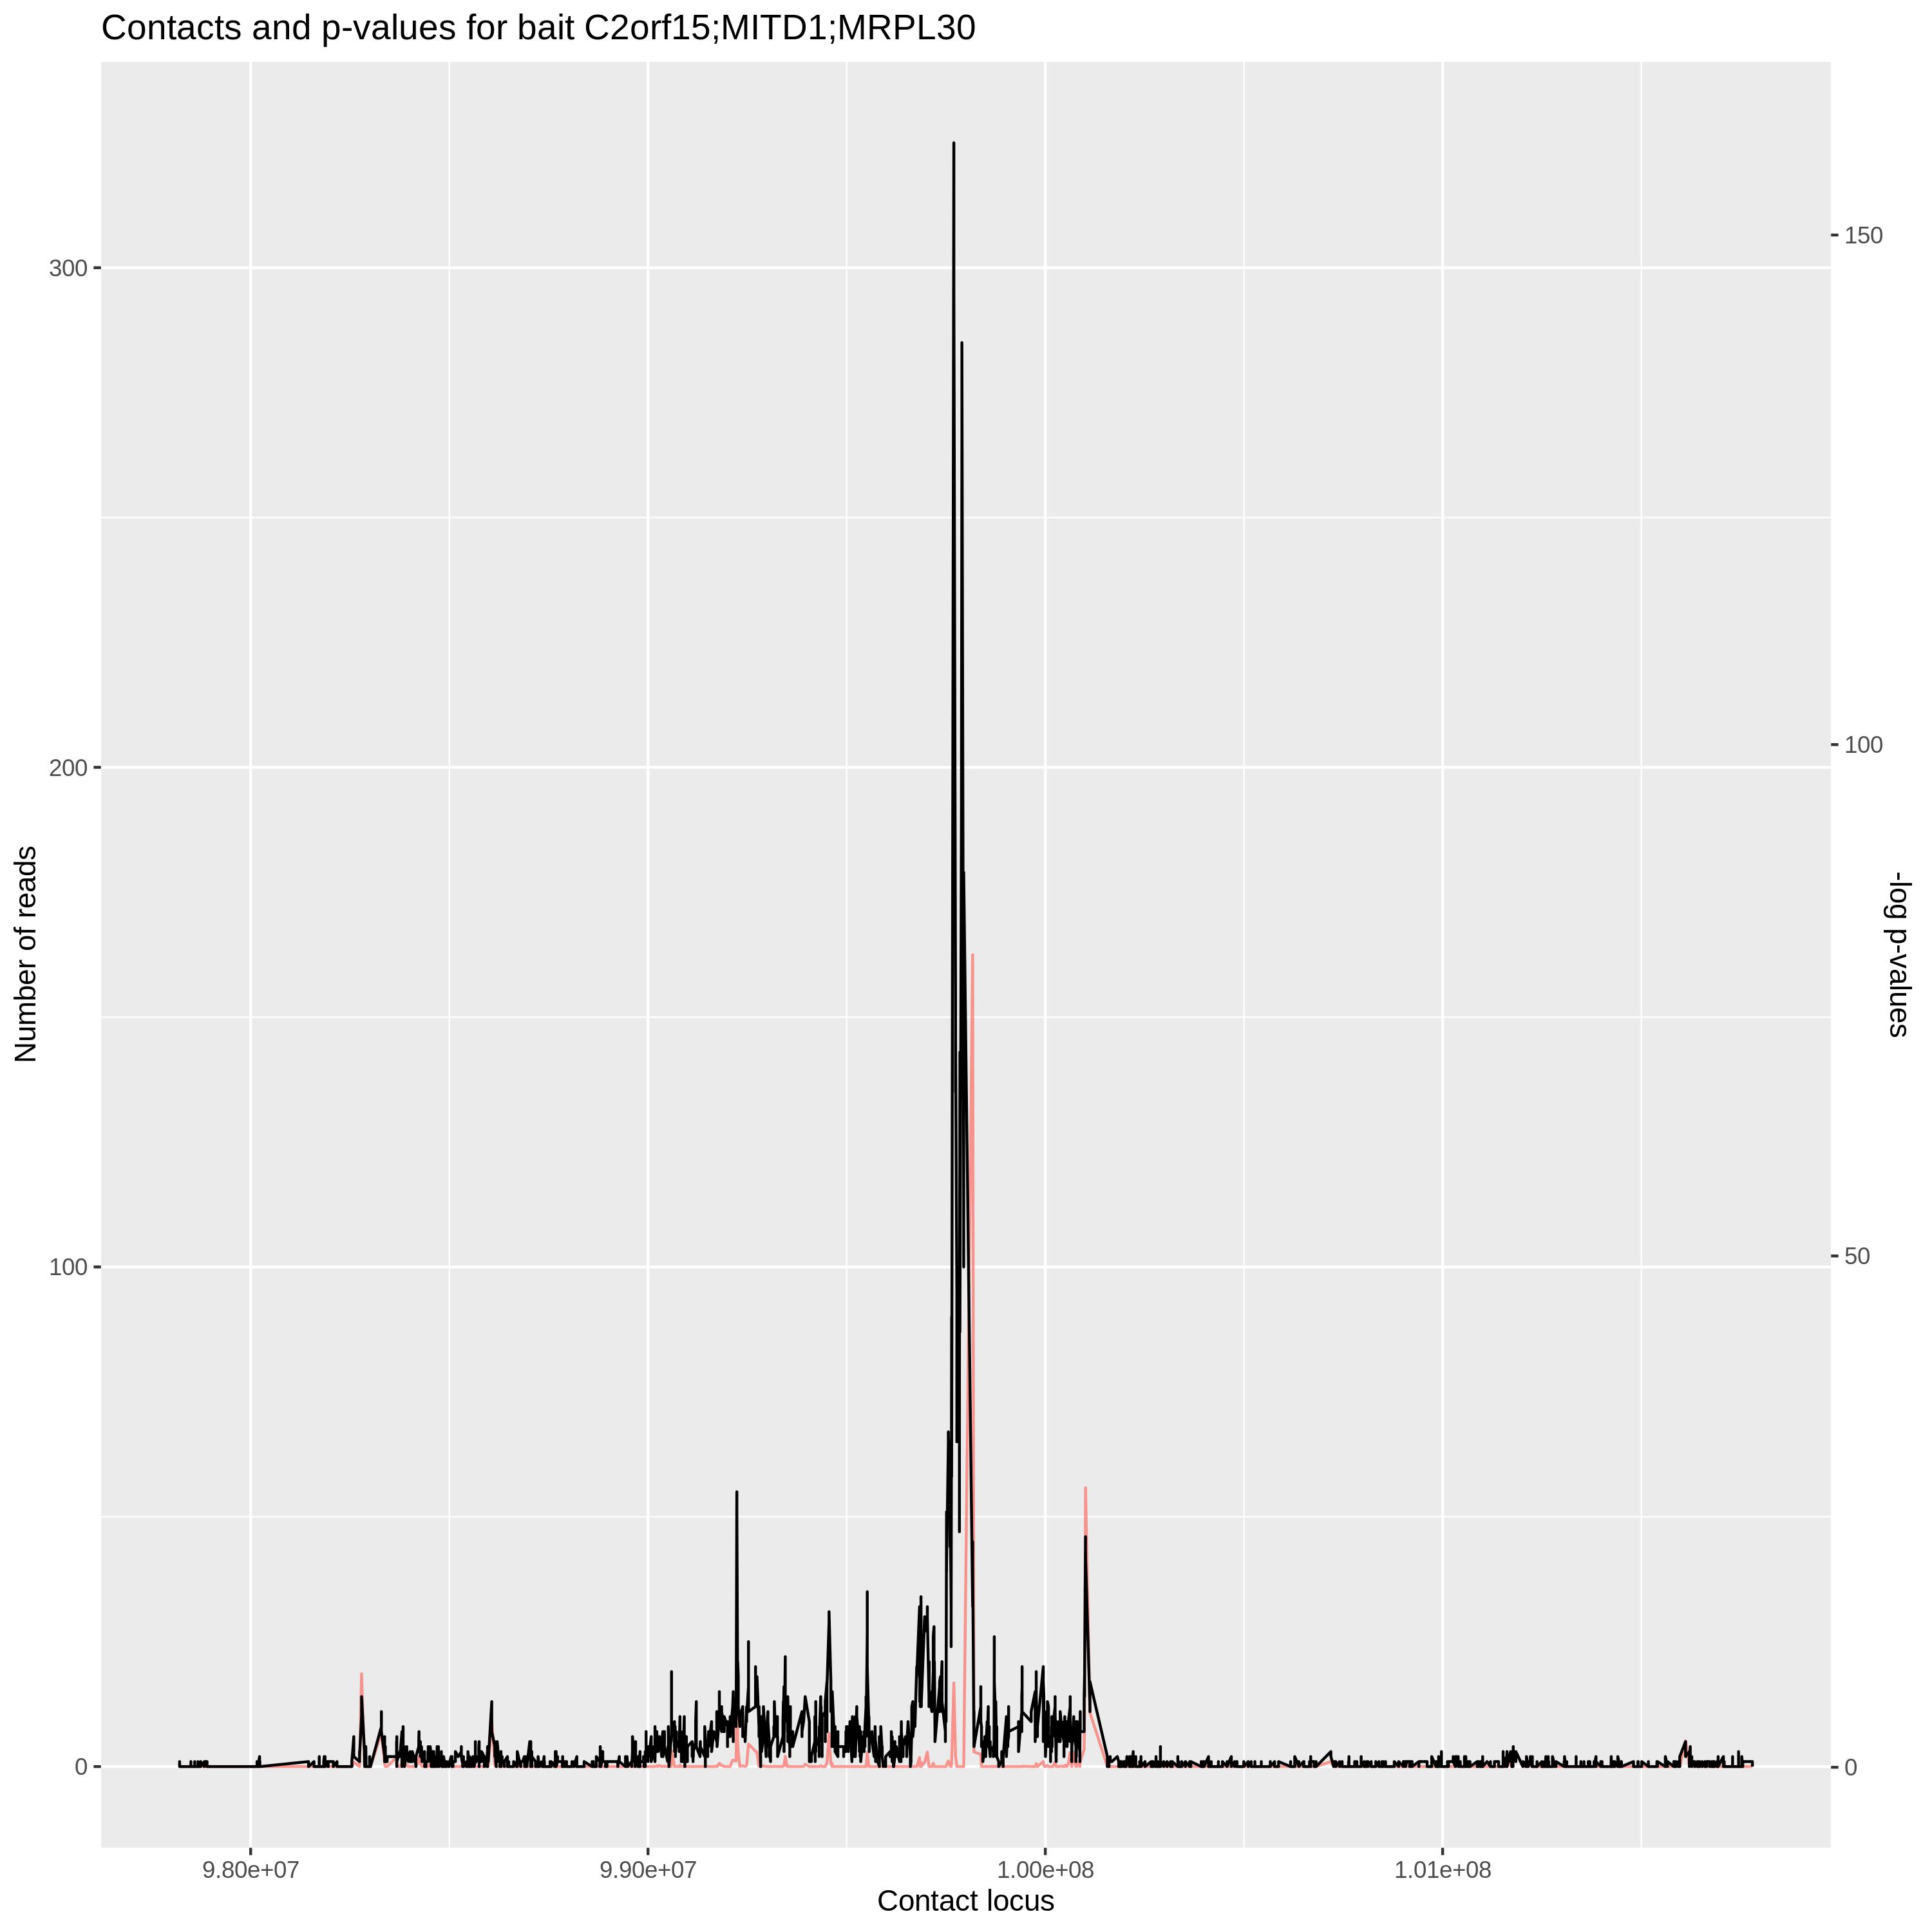 Contacts and p-values for bait C2orf15;MITD1;MRPL30
Number of reads
300
200
100
0
150
100
50
0
-log p-values
9.80e+07
9.90e+07
1.00e+08
1.01e+08
Contact locus